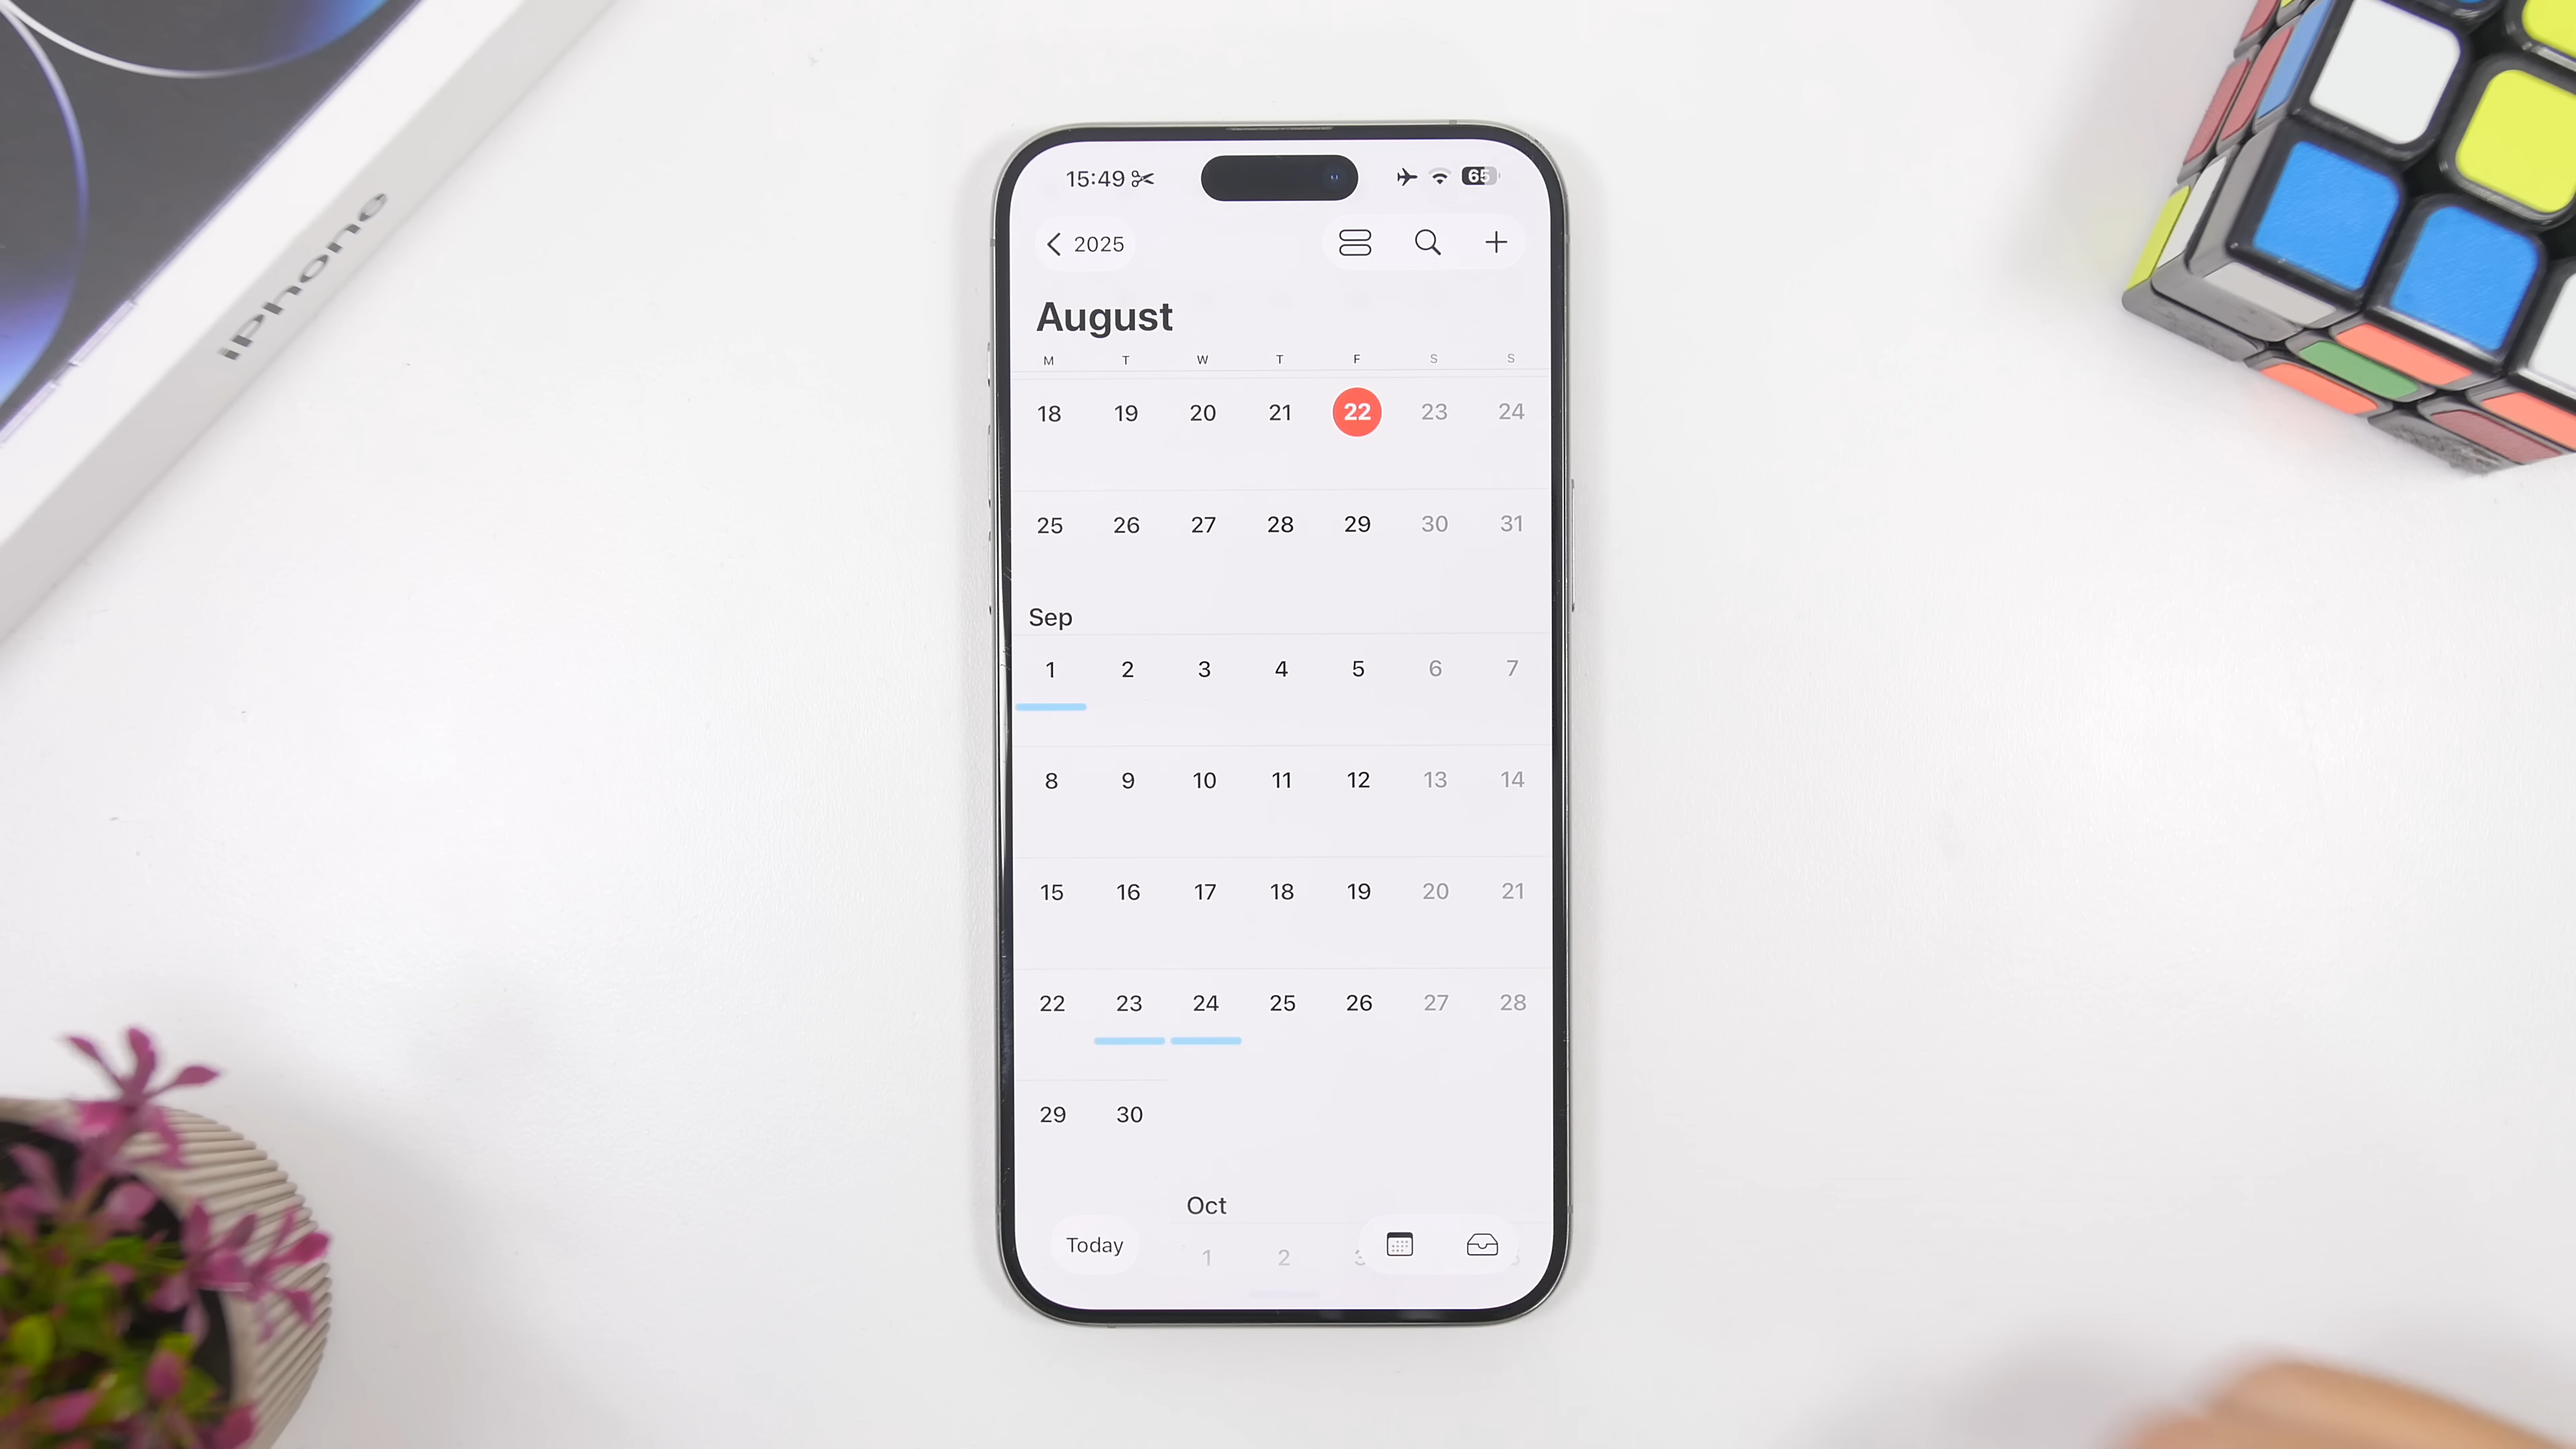 iPhone
15:49
65
2025
August
M T W T F S S
18 19 20 21 22 23 24
25 26 27 28 29 30 31
Sep
1 2 3 4 5 6 7
8 9 10 11 12 13 14
15 16 17 18 19 20 21
22 23 24 25 26 27 28
29 30
Oct
Today
1 2